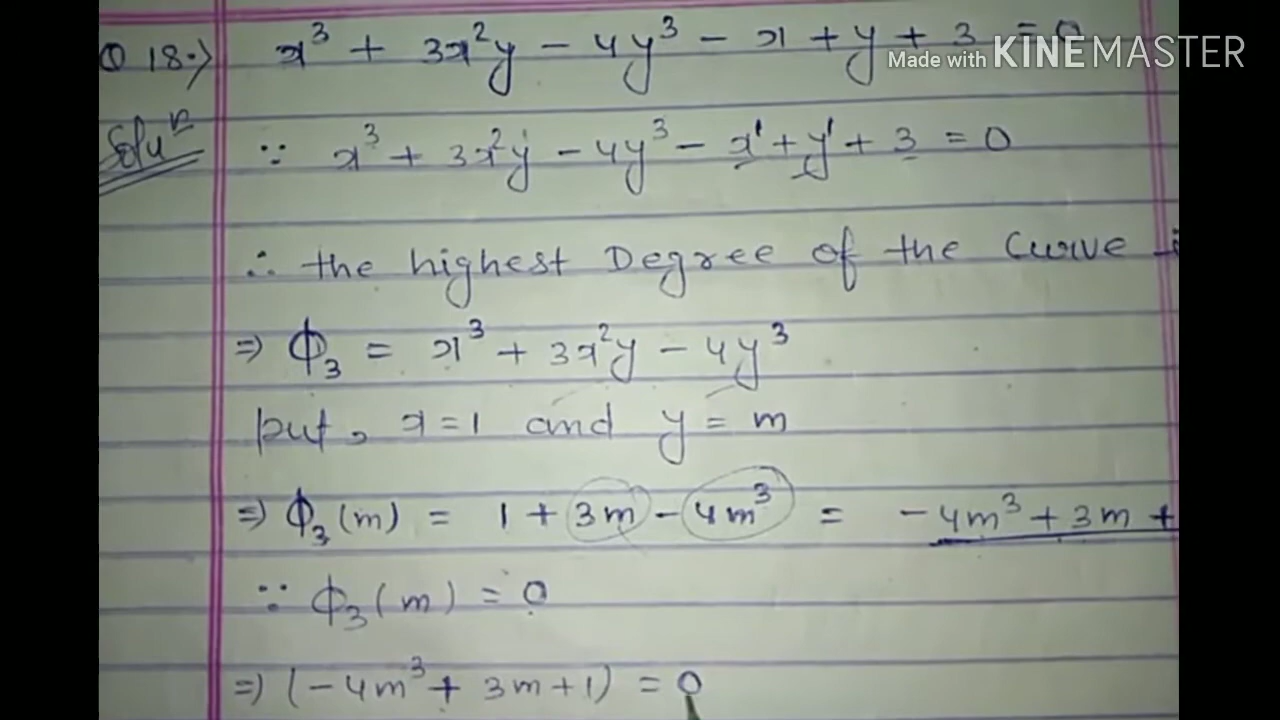 Q 18.) x³ + 3x²y - 4y³ - x + y + 3 = 0
Made with KINEMASTER
Soluⁿ ∵ x³ + 3x²y - 4y³ - x¹ + y¹ + 3 = 0
∴ the highest Degree of the Curve
⇒ ϕ₃ = x³ + 3x²y - 4y³
put, x = 1 and y = m
⇒ ϕ₃(m) = 1 + 3m - 4m³ = -4m³ + 3m +
∵ ϕ₃(m) = 0
⇒ (-4m³ + 3m + 1) = 0